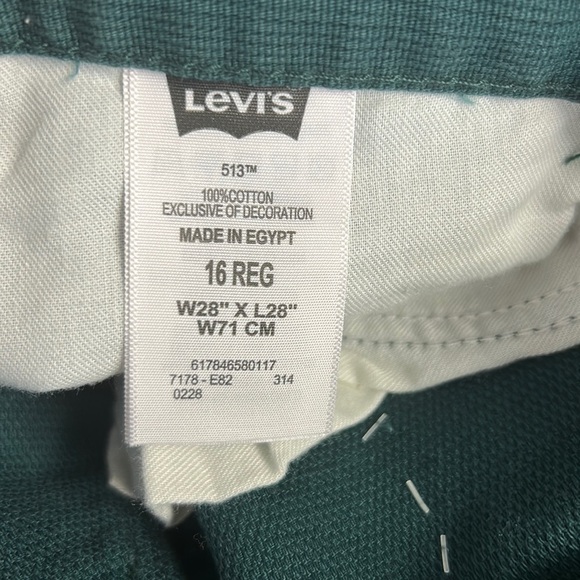 LEVI'S
513™
100%COTTON
EXCLUSIVE OF DECORATION
MADE IN EGYPT
16 REG
W28" X L28"
W71 CM
617846580117
7178 - E82 314
0228